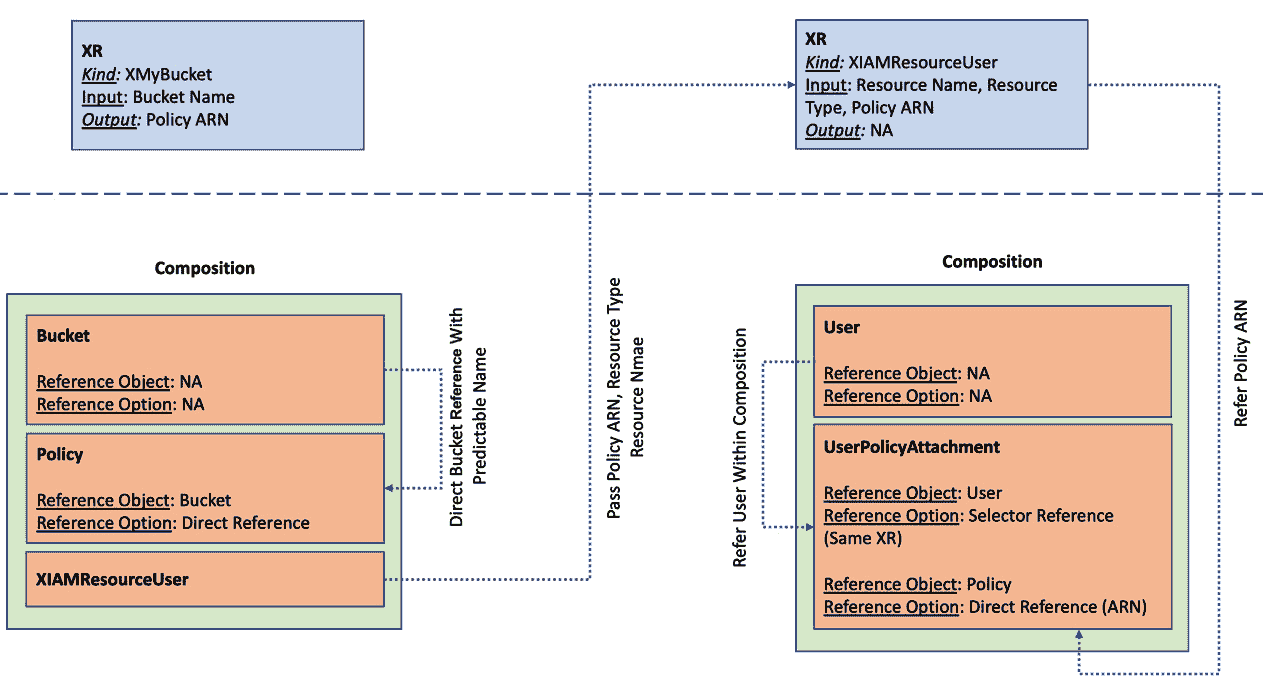 XR
Kind: XMyBucket
Input: Bucket Name
Output: Policy ARN
XR
Kind: XIAMResourceUser
Input: Resource Name, Resource
Type, Policy ARN
Output: NA
Composition
Bucket
Reference Object: NA
Reference Option: NA
Policy
Reference Object: Bucket
Reference Option: Direct Reference
XIAMResourceUser
Direct Bucket Reference With
Predictable Name
Pass Policy ARN, Resource Type
Resource Nmae
Composition
User
Reference Object: NA
Reference Option: NA
UserPolicyAttachment
Reference Object: User
Reference Option: Selector Reference
(Same XR)
Reference Object: Policy
Reference Option: Direct Reference (ARN)
Refer User Within Composition
Refer Policy ARN